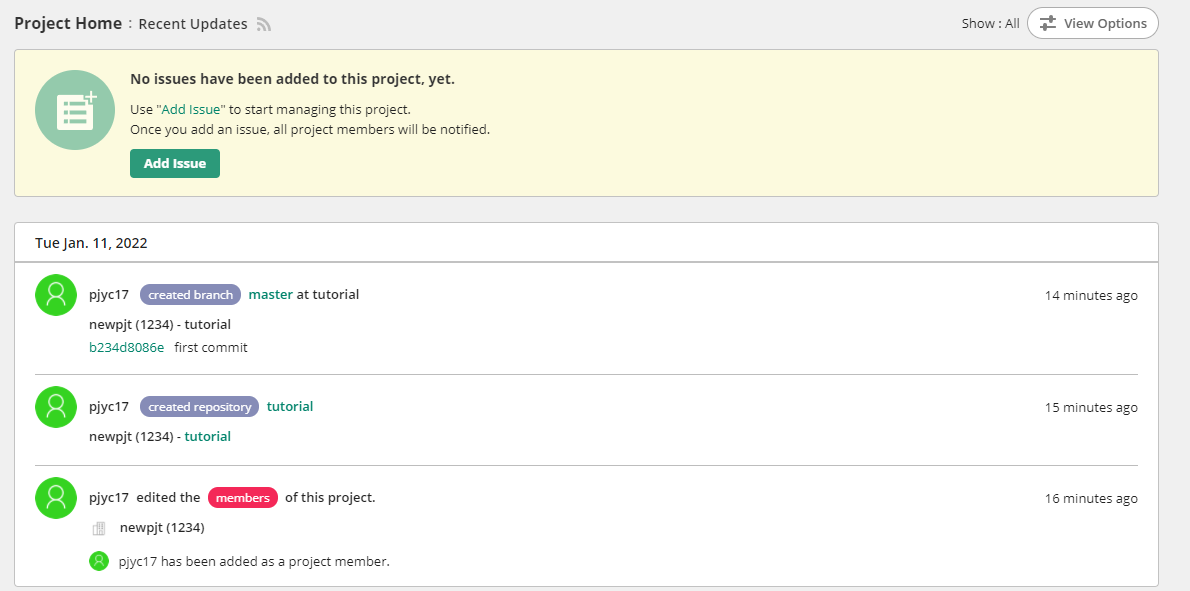 Project Home : Recent Updates
Show : All View Options
No issues have been added to this project, yet.
Use "Add Issue" to start managing this project.
Once you add an issue, all project members will be notified.
Add Issue
Tue Jan. 11, 2022
pjyc17 created branch master at tutorial 14 minutes ago
newpjt (1234) - tutorial
b234d8086e first commit
pjyc17 created repository tutorial 15 minutes ago
newpjt (1234) - tutorial
pjyc17 edited the members of this project. 16 minutes ago
newpjt (1234)
pjyc17 has been added as a project member.